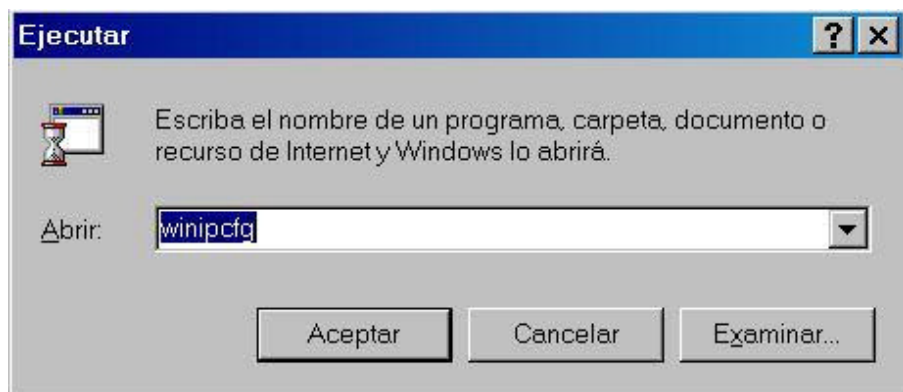 Ejecutar
Escriba el nombre de un programa, carpeta, documento o
recurso de Internet y Windows lo abrirá.
Abrir: winipcfg
Aceptar Cancelar Examinar...